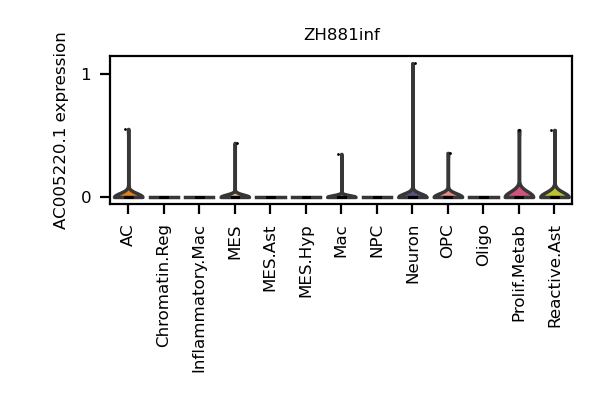 ZH881inf
AC005220.1 expression
1
0
AC
Chromatin.Reg
Inflammatory.Mac
MES
MES.Ast
MES.Hyp
Mac
NPC
Neuron
OPC
Oligo
Prolif.Metab
Reactive.Ast